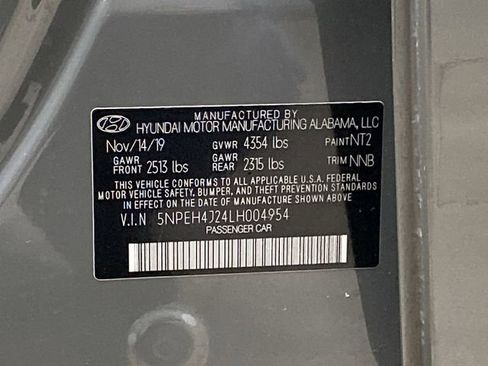 MANUFACTURED BY
HYUNDAI MOTOR MANUFACTURING ALABAMA, LLC
Nov/14/19 GVWR 4354 lbs PAINT NT2
GAWR FRONT 2513 lbs GAWR REAR 2315 lbs TRIM NNB
THIS VEHICLE CONFORMS TO ALL APPLICABLE U.S.A. FEDERAL
MOTOR VEHICLE SAFETY, BUMPER, AND THEFT PREVENTION STANDARDS
IN EFFECT ON THE DATE OF MANUFACTURE SHOWN ABOVE
V.I.N 5NPEH4J24LH004954
PASSENGER CAR